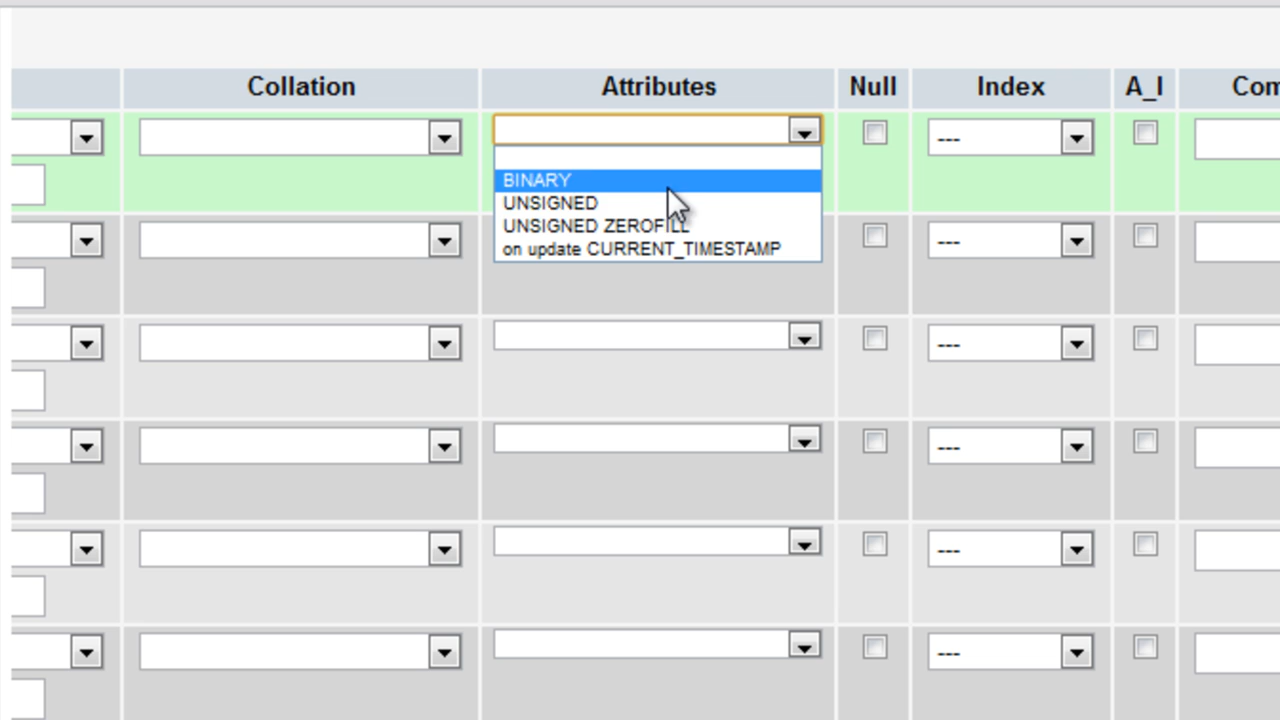 Collation Attributes Null Index A_I Com
---
BINARY
UNSIGNED
UNSIGNED ZEROFILL
on update CURRENT_TIMESTAMP
---
---
---
---
---